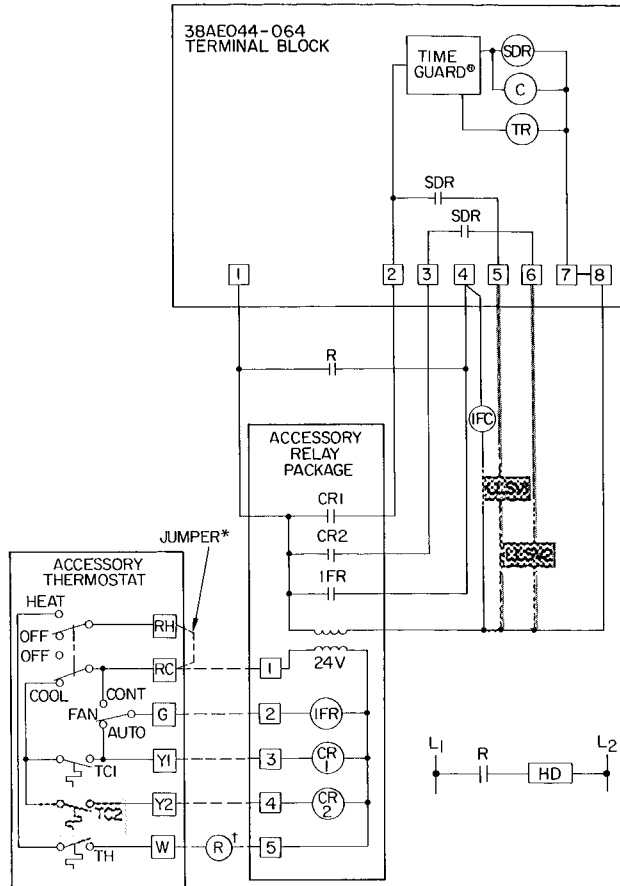 38AE044-064
TERMINAL BLOCK
TIME
GUARD®
SDR
C
TR
SDR
SDR
1
2
3
4
5
6
7
8
R
IFC
LLSV1
LLSV2
ACCESSORY
RELAY
PACKAGE
CR1
CR2
IFR
24V
JUMPER*
ACCESSORY
THERMOSTAT
HEAT
OFF
OFF
COOL
CONT
FAN
AUTO
TC1
TC2
TH
RH
RC
G
Y1
Y2
W
R†
1
2
3
4
5
IFR
CR
1
CR
2
L1
R
HD
L2